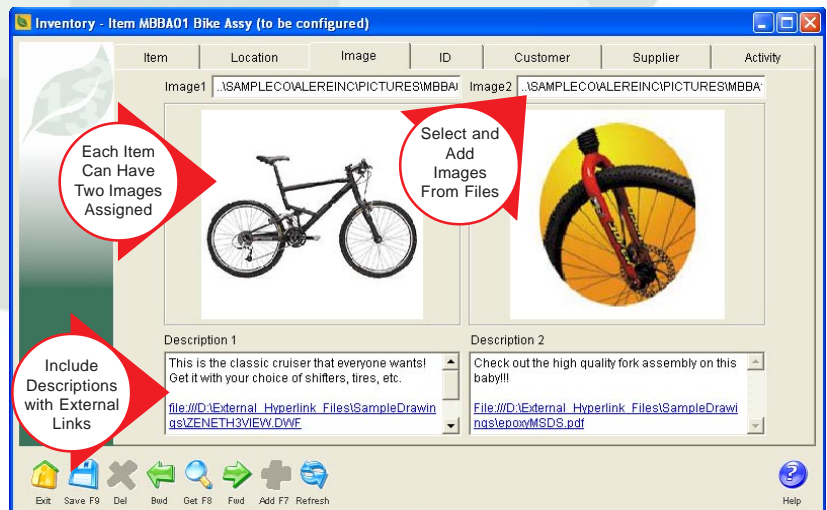 Inventory - Item MBBA01 Bike Assy (to be configured)
Item Location Image ID Customer Supplier Activity
Image1 ..\SAMPLECO\ALEREINC\PICTURES\MBBA(
Image2 ..\SAMPLECO\ALEREINC\PICTURES\MBBA
Each Item
Can Have
Two Images
Assigned
Select and
Add
Images
From Files
Description 1
This is the classic cruiser that everyone wants!
Get it with your choice of shifters, tires, etc.
file:///D:\External_Hyperlink_Files\SampleDrawin
gs\ZENETH3VIEW.DWF
Description 2
Check out the high quality fork assembly on this
baby!!!
File:///D:\External_Hyperlink_Files\SampleDrawi
ngs\epoxyMSDS.pdf
Include
Descriptions
with External
Links
Exit Save F9 Del Bwd Get F8 Fwd Add F7 Refresh Help